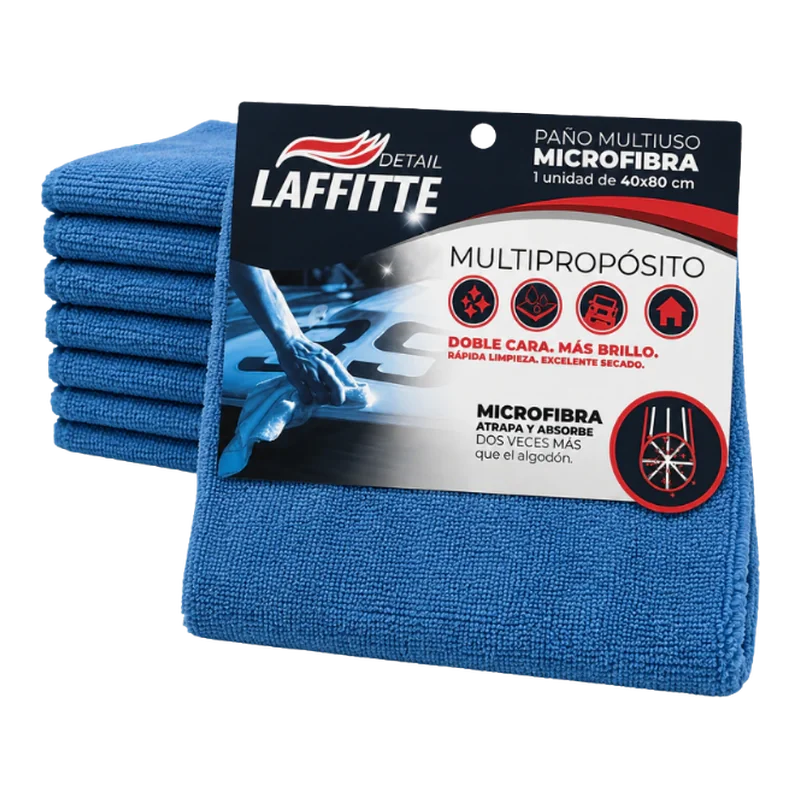 DETAIL
LAFFITTE
PAÑO MULTIUSO
MICROFIBRA
1 unidad de 40x80 cm
MULTIPROPÓSITO
DOBLE CARA. MÁS BRILLO.
RÁPIDA LIMPIEZA. EXCELENTE SECADO.
MICROFIBRA
ATRAPA Y ABSORBE
DOS VECES MÁS
que el algodón.